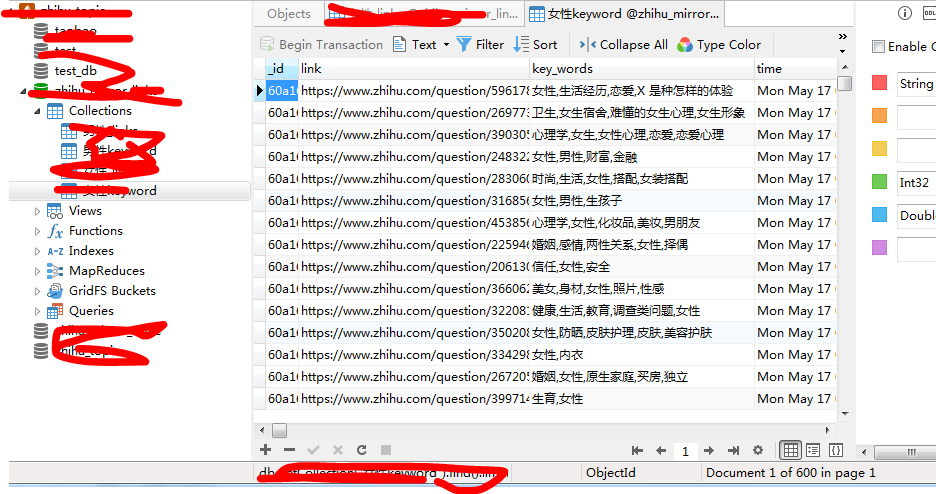 Objects
女性keyword @zhihu_mirror...
Begin Transaction Text Filter Sort Collapse All Type Color
Enable C
_id link key_words time
60a1 https://www.zhihu.com/question/596178 女性,生活经历,恋爱,X 是种怎样的体验 Mon May 17
60a1 https://www.zhihu.com/question/269773 卫生,女生宿舍,难懂的女生心理,女生形象 Mon May 17
60a1 https://www.zhihu.com/question/390305 心理学,女生,女性心理,恋爱,恋爱心理 Mon May 17
60a1 https://www.zhihu.com/question/248322 女性,男性,财富,金融 Mon May 17
60a1 https://www.zhihu.com/question/283060 时尚,生活,女性,搭配,女装搭配 Mon May 17
60a1 https://www.zhihu.com/question/316856 女性,男性,生孩子 Mon May 17
60a1 https://www.zhihu.com/question/453856 心理学,女性,化妆品,美妆,男朋友 Mon May 17
60a1 https://www.zhihu.com/question/225946 婚姻,感情,两性关系,女性,择偶 Mon May 17
60a1 https://www.zhihu.com/question/206130 信任,女性,安全 Mon May 17
60a1 https://www.zhihu.com/question/366062 美女,身材,女性,照片,性感 Mon May 17
60a1 https://www.zhihu.com/question/322081 健康,生活,教育,调查类问题,女性 Mon May 17
60a1 https://www.zhihu.com/question/350208 女性,防晒,皮肤护理,皮肤,美容护肤 Mon May 17
60a1 https://www.zhihu.com/question/334298 女性,内衣 Mon May 17
60a1 https://www.zhihu.com/question/267205 婚姻,女性,原生家庭,买房,独立 Mon May 17
60a1 https://www.zhihu.com/question/399714 生育,女性 Mon May 17
test_db
Collections
女性keyword
Views
Functions
A-Z Indexes
MapReduces
GridFS Buckets
Queries
String
Int32
Double
1
ObjectId
Document 1 of 600 in page 1